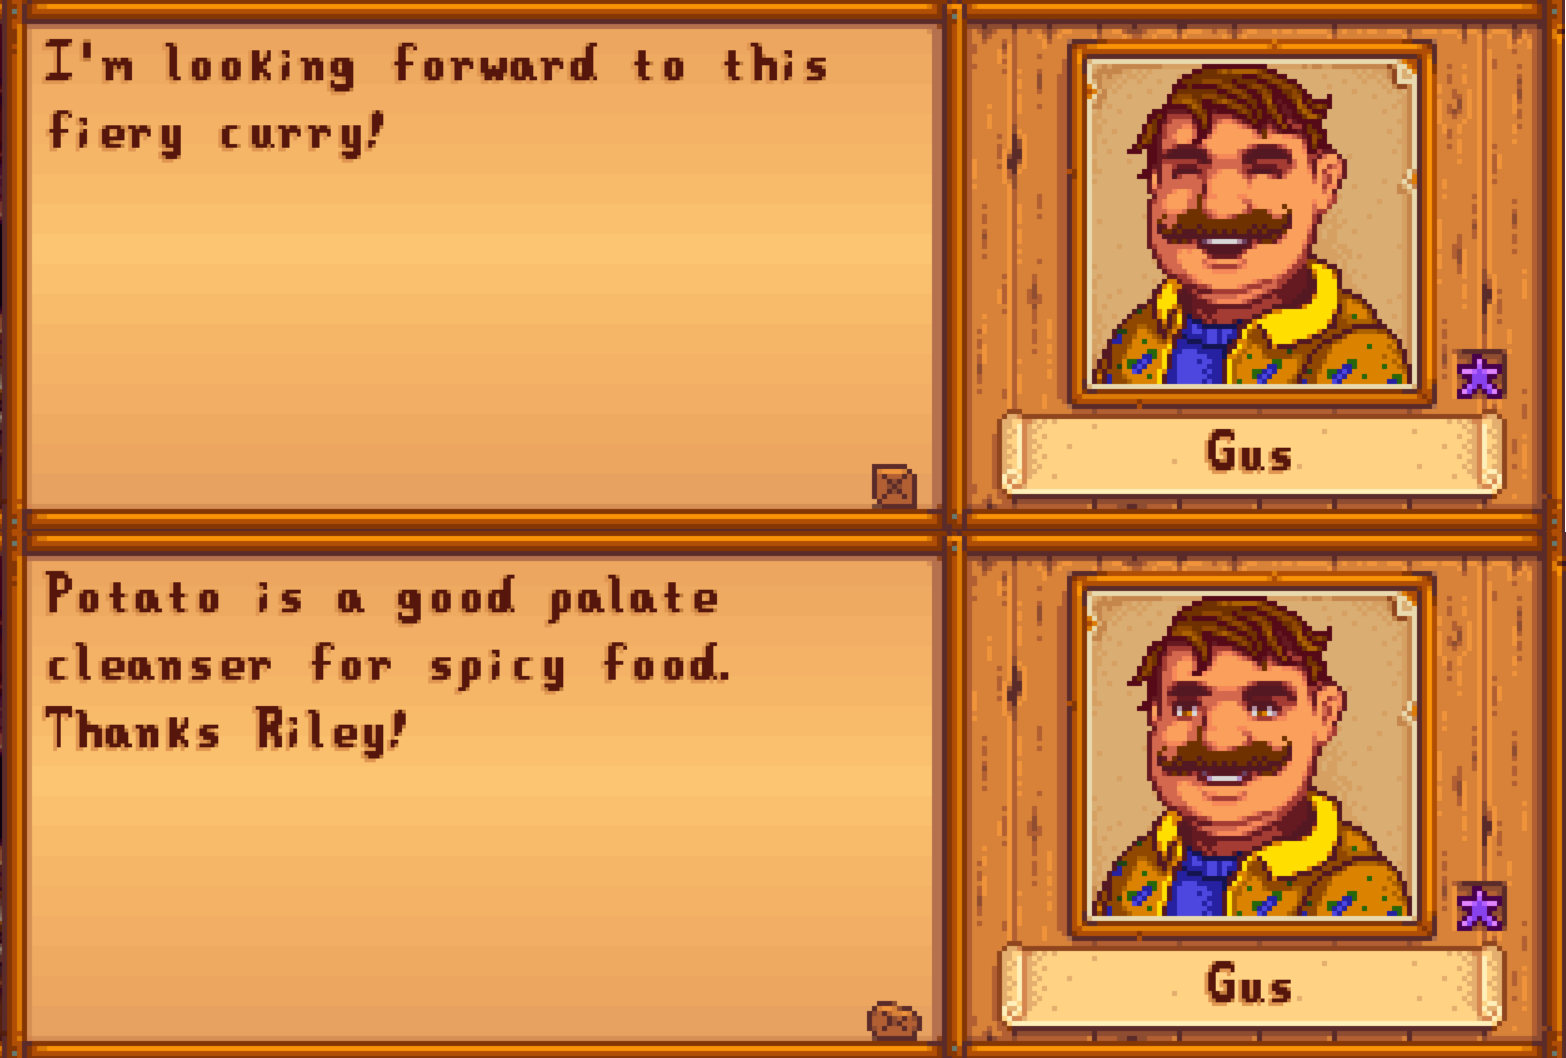 I'm looking forward to this
fiery curry!
Gus
Potato is a good palate
cleanser for spicy food.
Thanks Riley!
Gus